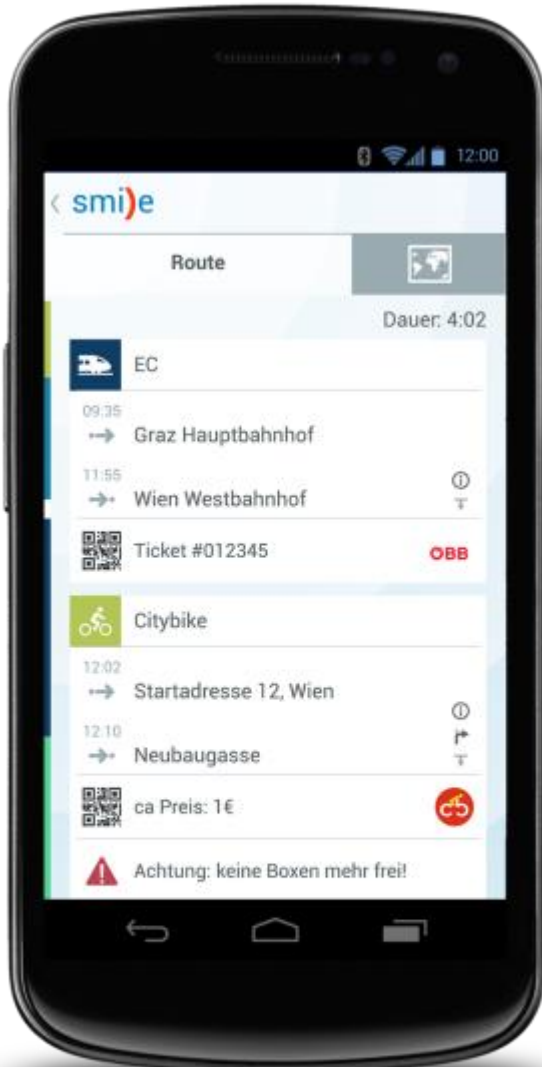 12:00
smile
Route
Dauer: 4:02
EC
09:35
Graz Hauptbahnhof
11:55
Wien Westbahnhof
Ticket #012345
ÖBB
Citybike
12:02
Startadresse 12, Wien
12:10
Neubaugasse
ca Preis: 1€
Achtung: keine Boxen mehr frei!